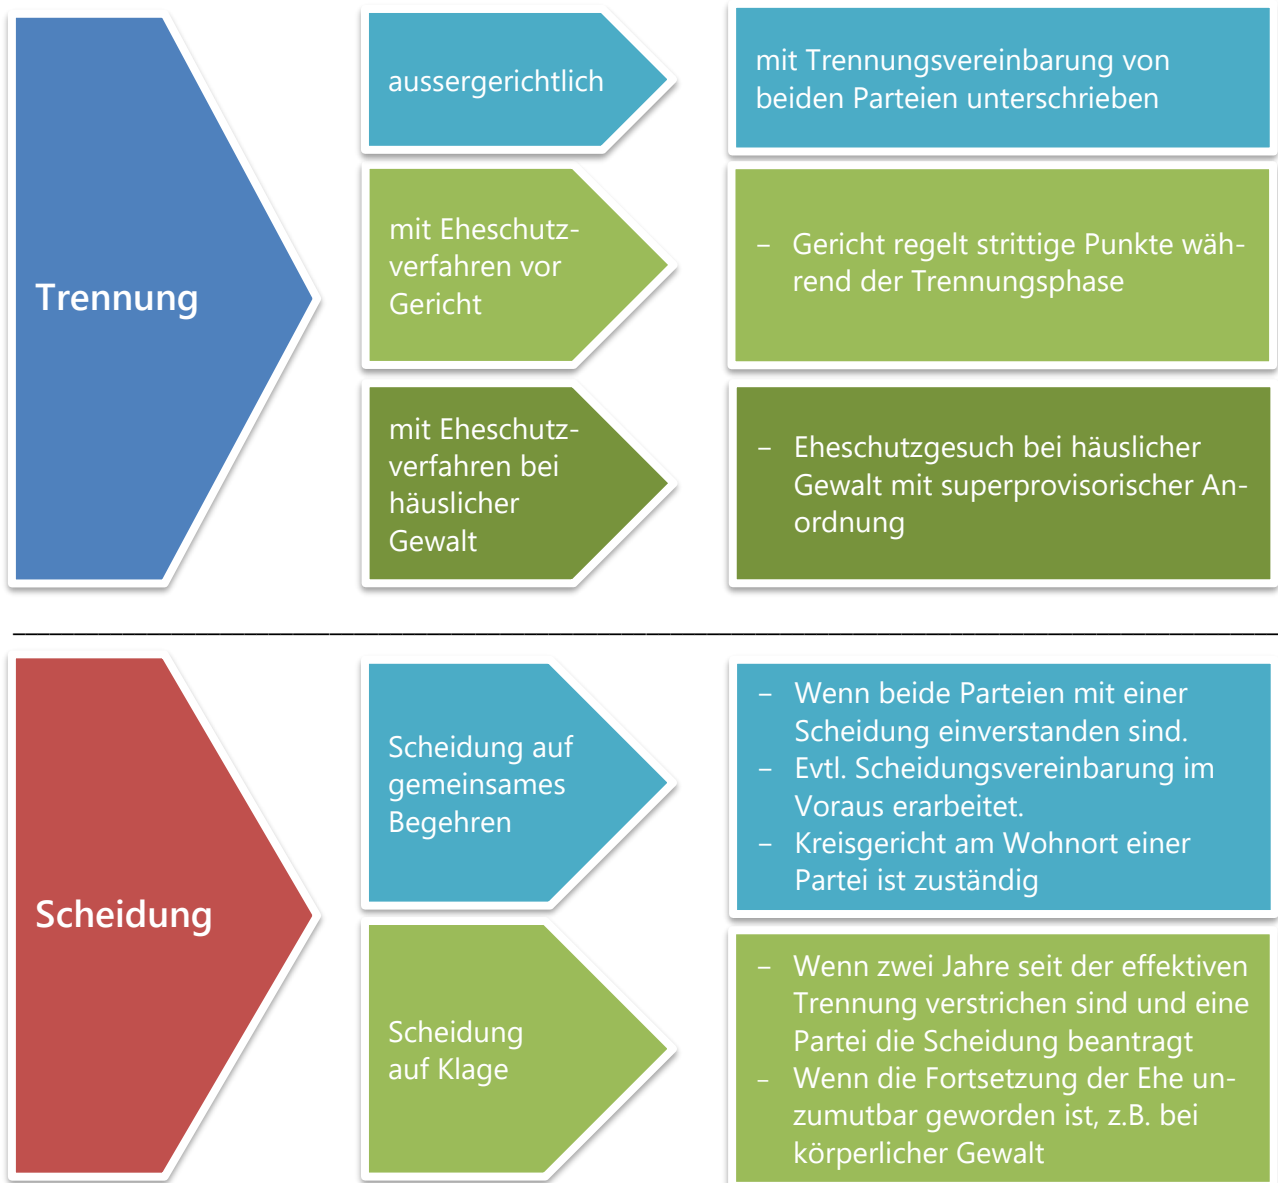 Trennung
aussergerichtlich
mit Trennungsvereinbarung von
beiden Parteien unterschrieben
mit Eheschutz-
verfahren vor
Gericht
– Gericht regelt strittige Punkte wäh-
rend der Trennungsphase
mit Eheschutz-
verfahren bei
häuslicher
Gewalt
– Eheschutzgesuch bei häuslicher
Gewalt mit superprovisorischer An-
ordnung
Scheidung
Scheidung auf
gemeinsames
Begehren
– Wenn beide Parteien mit einer
Scheidung einverstanden sind.
– Evtl. Scheidungsvereinbarung im
Voraus erarbeitet.
– Kreisgericht am Wohnort einer
Partei ist zuständig
Scheidung
auf Klage
– Wenn zwei Jahre seit der effektiven
Trennung verstrichen sind und eine
Partei die Scheidung beantragt
– Wenn die Fortsetzung der Ehe un-
zumutbar geworden ist, z.B. bei
körperlicher Gewalt